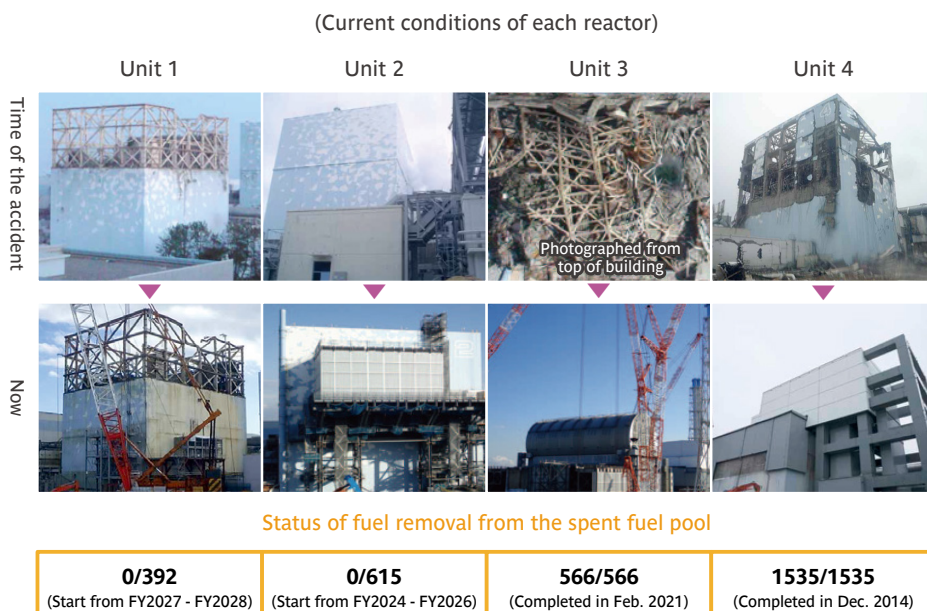 (Current conditions of each reactor)
Unit 1
Unit 2
Unit 3
Unit 4
Time of the accident
Photographed from
top of building
Now
Status of fuel removal from the spent fuel pool
0/392
(Start from FY2027 - FY2028)
0/615
(Start from FY2024 - FY2026)
566/566
(Completed in Feb. 2021)
1535/1535
(Completed in Dec. 2014)